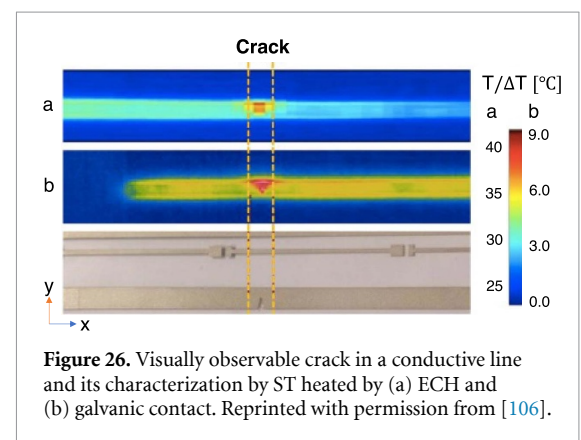 Crack
T/ΔT [°C]
a
a b
9.0
40
b
35
6.0
30
3.0
25
0.0
y
x
Figure 26. Visually observable crack in a conductive line
and its characterization by ST heated by (a) ECH and
(b) galvanic contact. Reprinted with permission from [106].